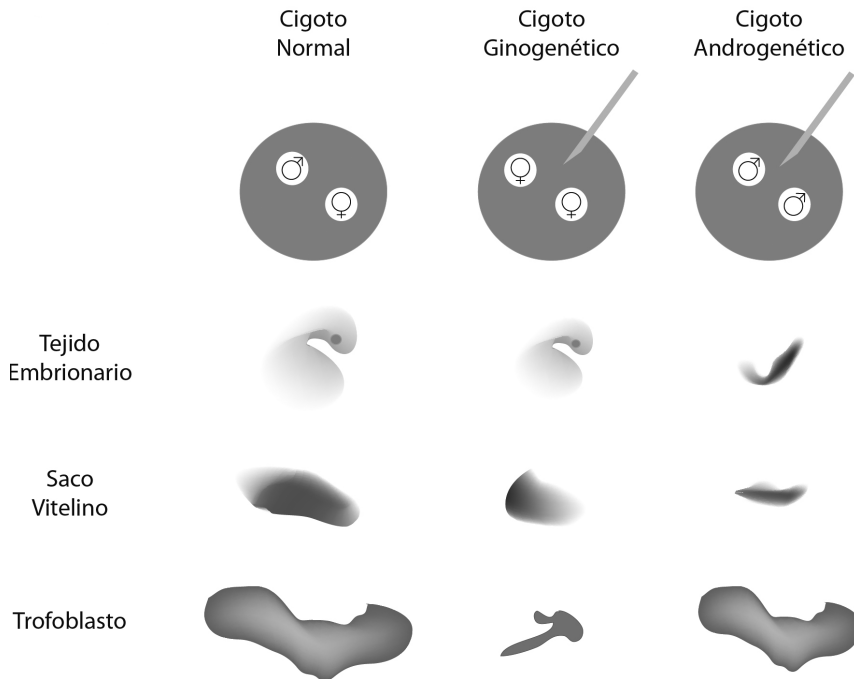 Cigoto
Normal
Cigoto
Ginogenético
Cigoto
Androgenético
Tejido
Embrionario
Saco
Vitelino
Trofoblasto